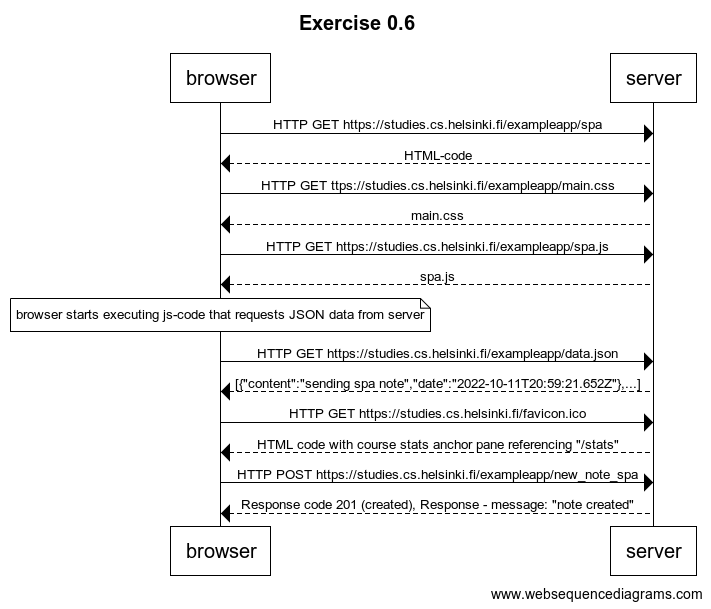 Exercise 0.6
browser
server
HTTP GET https://studies.cs.helsinki.fi/exampleapp/spa
HTML-code
HTTP GET ttps://studies.cs.helsinki.fi/exampleapp/main.css
main.css
HTTP GET https://studies.cs.helsinki.fi/exampleapp/spa.js
spa.js
browser starts executing js-code that requests JSON data from server
HTTP GET https://studies.cs.helsinki.fi/exampleapp/data.json
[{"content":"sending spa note","date":"2022-10-11T20:59:21.652Z"},...]
HTTP GET https://studies.cs.helsinki.fi/favicon.ico
HTML code with course stats anchor pane referencing "/stats"
HTTP POST https://studies.cs.helsinki.fi/exampleapp/new_note_spa
Response code 201 (created), Response - message: "note created"
browser
server
www.websequencediagrams.com